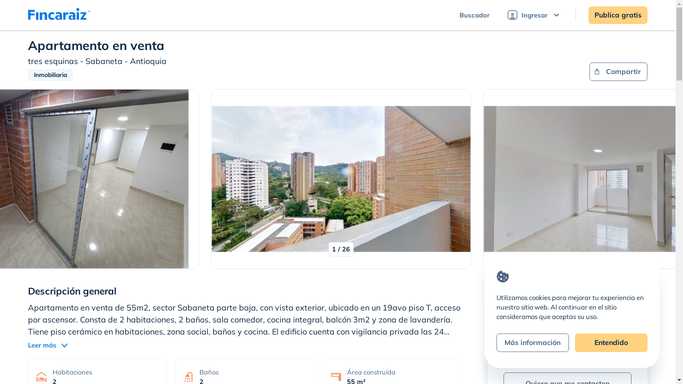 Fincaraiz
Buscador
Ingresar
Publica gratis
Apartamento en venta
tres esquinas - Sabaneta - Antioquia
Inmobiliaria
Compartir
1 / 26
Descripción general
Apartamento en venta de 55m2, sector Sabaneta parte baja, con vista exterior, ubicado en un 19avo piso T, acceso
por ascensor. Consta de 2 habitaciones, 2 baños, sala comedor, cocina integral, balcón 3m2 y zona de lavandería.
Tiene piso cerámico en habitaciones, zona social, baños y cocina. El edificio cuenta con vigilancia privada las 24...
Leer más
Habitaciones
2
Baños
2
Área construida
55 m²
Utilizamos cookies para mejorar tu experiencia en
nuestro sitio web. Al continuar en el sitio
consideramos que aceptas su uso.
Más información
Entendido
Quiero que me contacten